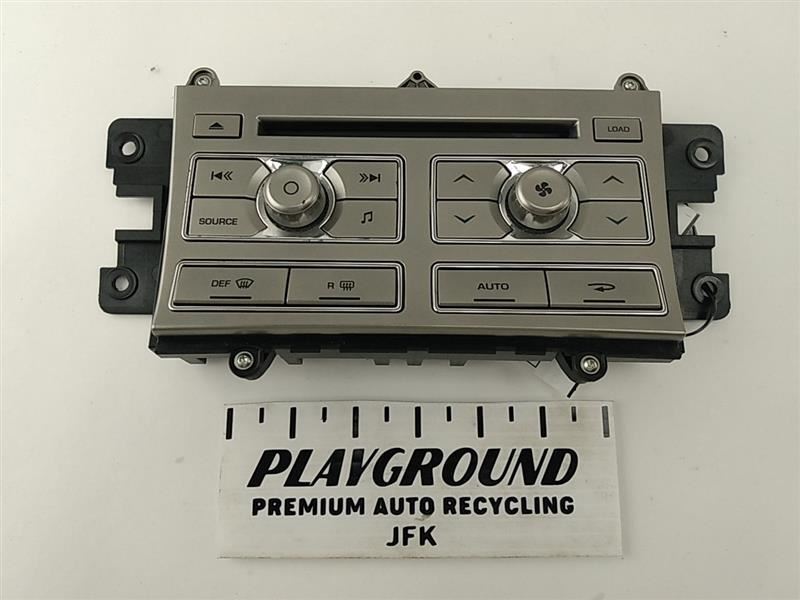 LOAD
SOURCE
DEF
R
AUTO
PLAYGROUND
PREMIUM AUTO RECYCLING
JFK